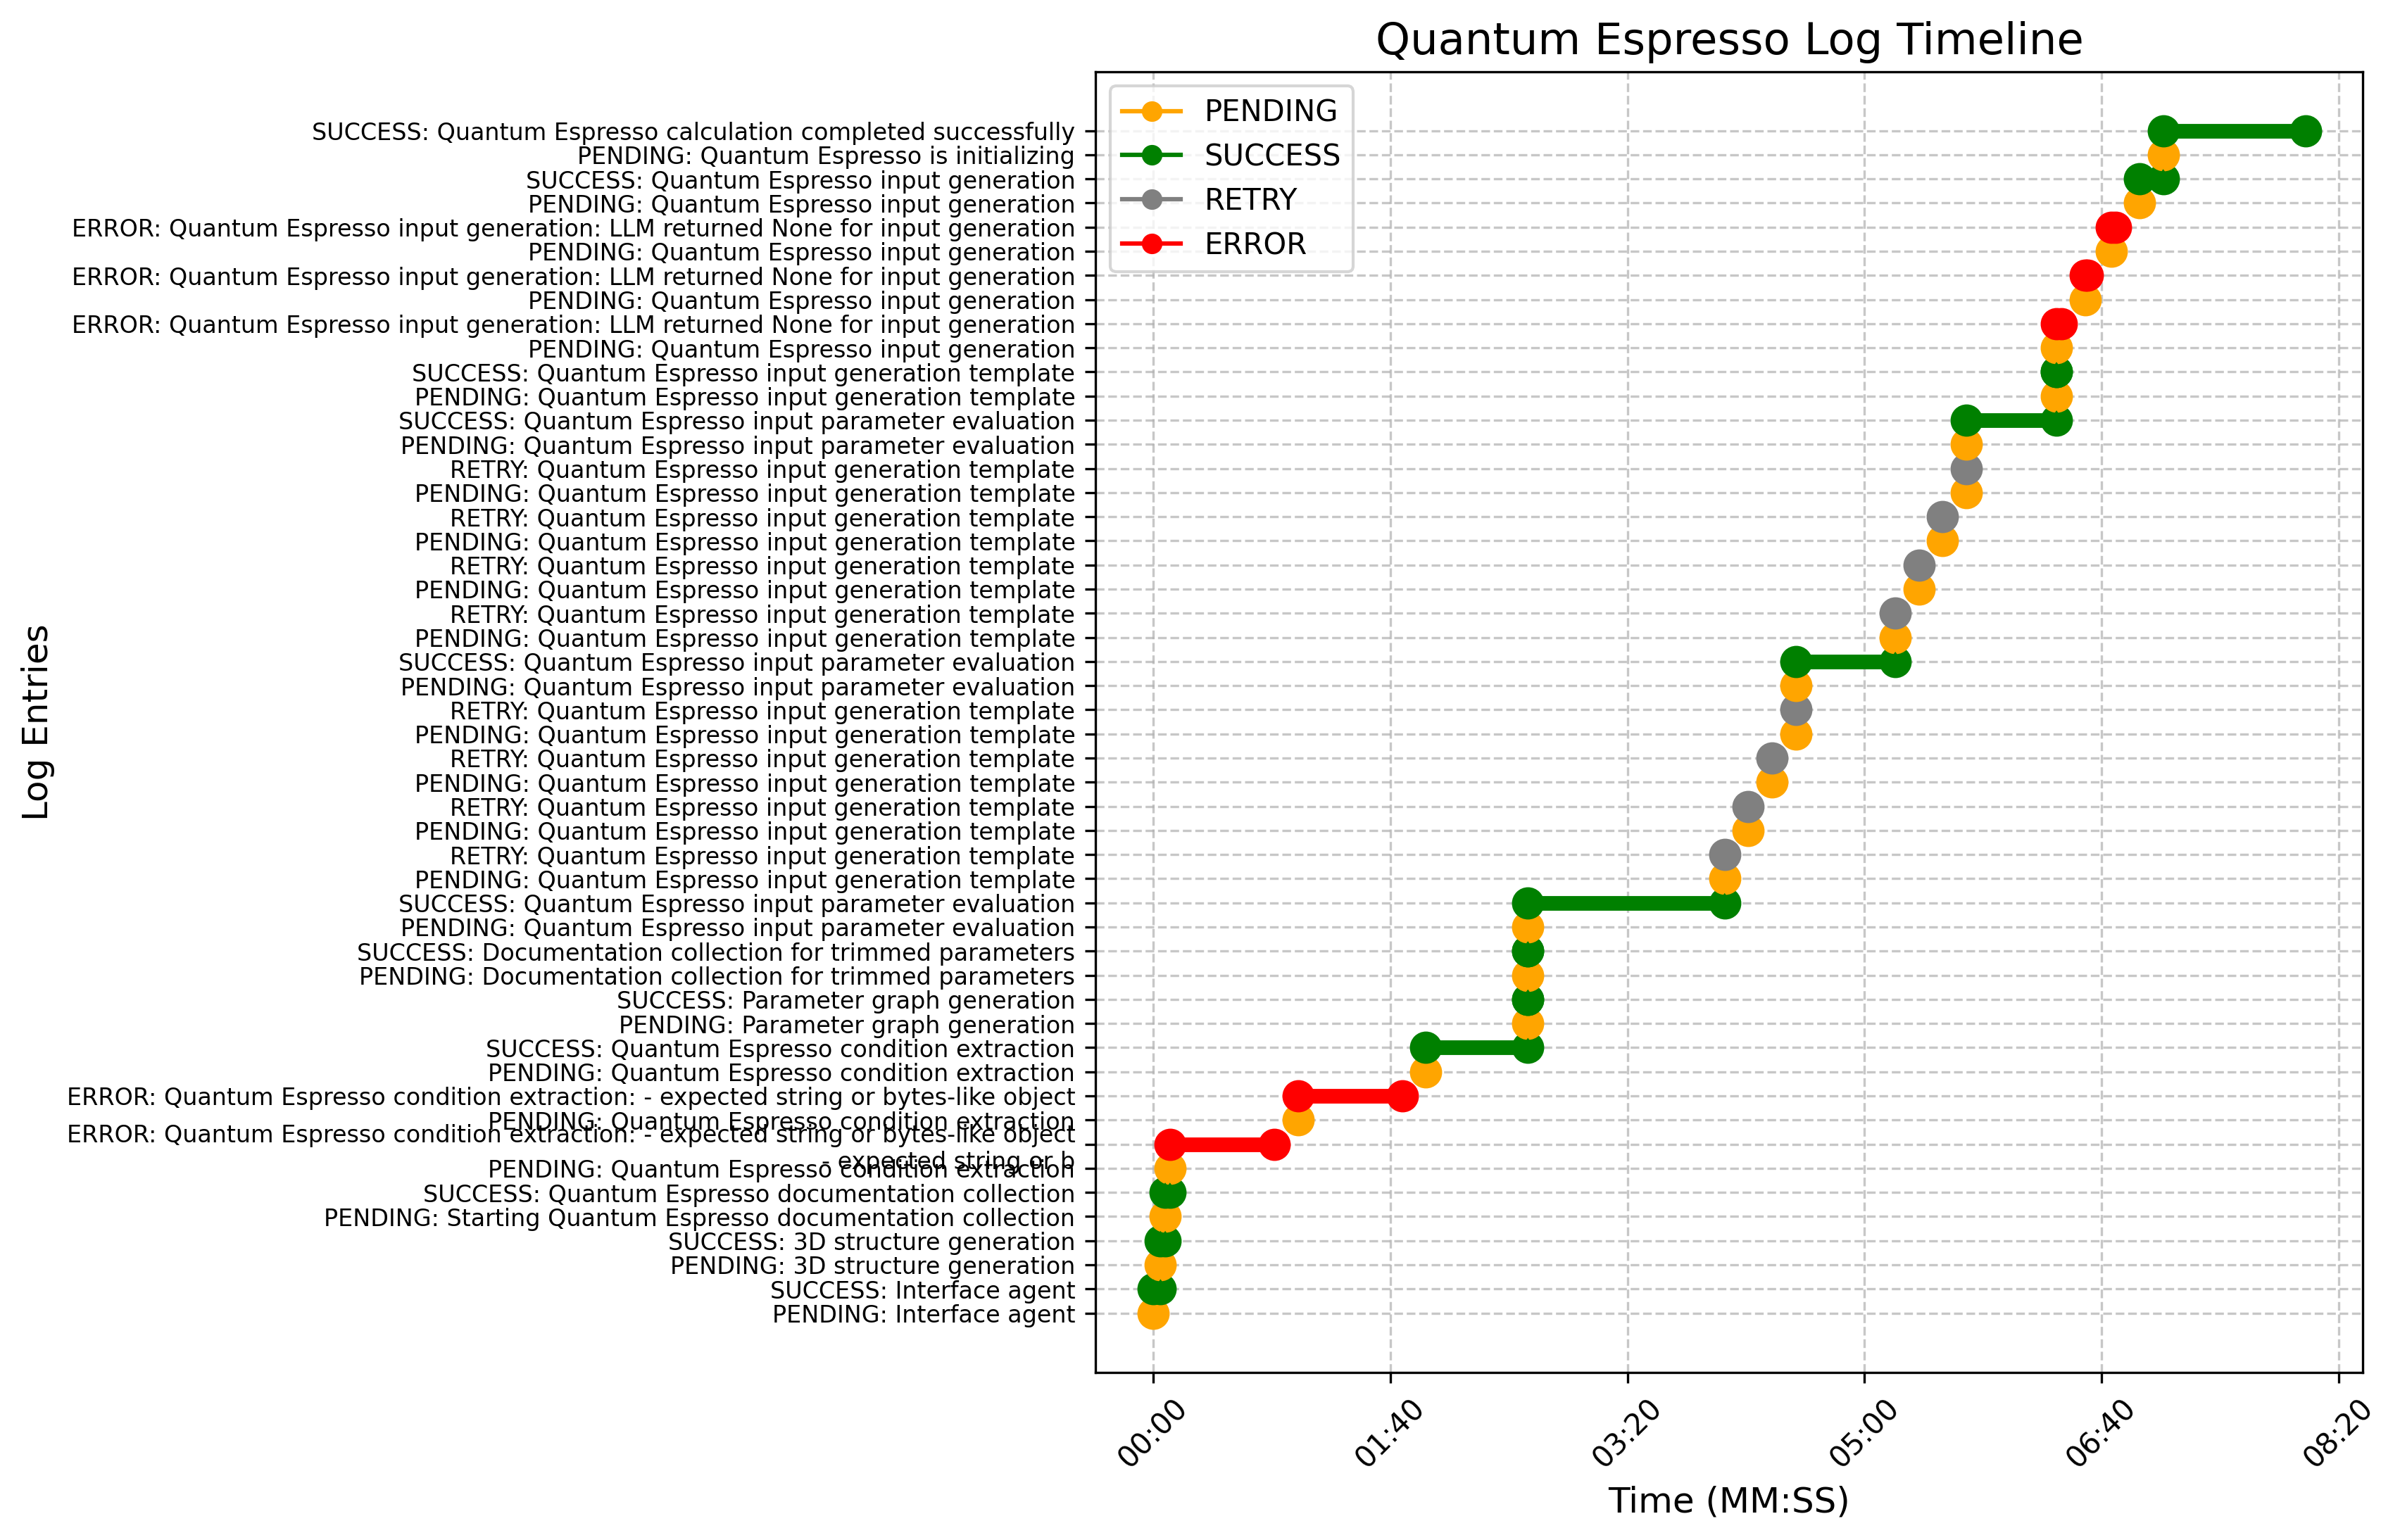 Quantum Espresso Log Timeline
PENDING
SUCCESS
RETRY
ERROR
SUCCESS: Quantum Espresso calculation completed successfully
PENDING: Quantum Espresso is initializing
SUCCESS: Quantum Espresso input generation
PENDING: Quantum Espresso input generation
ERROR: Quantum Espresso input generation: LLM returned None for input generation
PENDING: Quantum Espresso input generation
ERROR: Quantum Espresso input generation: LLM returned None for input generation
PENDING: Quantum Espresso input generation
ERROR: Quantum Espresso input generation: LLM returned None for input generation
PENDING: Quantum Espresso input generation
SUCCESS: Quantum Espresso input generation template
PENDING: Quantum Espresso input generation template
SUCCESS: Quantum Espresso input parameter evaluation
PENDING: Quantum Espresso input parameter evaluation
RETRY: Quantum Espresso input generation template
PENDING: Quantum Espresso input generation template
RETRY: Quantum Espresso input generation template
PENDING: Quantum Espresso input generation template
RETRY: Quantum Espresso input generation template
PENDING: Quantum Espresso input generation template
RETRY: Quantum Espresso input generation template
PENDING: Quantum Espresso input generation template
SUCCESS: Quantum Espresso input parameter evaluation
PENDING: Quantum Espresso input parameter evaluation
RETRY: Quantum Espresso input generation template
PENDING: Quantum Espresso input generation template
RETRY: Quantum Espresso input generation template
PENDING: Quantum Espresso input generation template
RETRY: Quantum Espresso input generation template
PENDING: Quantum Espresso input generation template
RETRY: Quantum Espresso input generation template
PENDING: Quantum Espresso input generation template
SUCCESS: Quantum Espresso input parameter evaluation
PENDING: Quantum Espresso input parameter evaluation
SUCCESS: Documentation collection for trimmed parameters
PENDING: Documentation collection for trimmed parameters
SUCCESS: Parameter graph generation
PENDING: Parameter graph generation
SUCCESS: Quantum Espresso condition extraction
PENDING: Quantum Espresso condition extraction
ERROR: Quantum Espresso condition extraction: - expected string or bytes-like object
PENDING: Quantum Espresso condition extraction
ERROR: Quantum Espresso condition extraction: - expected string or bytes-like object
- expected string or b
PENDING: Quantum Espresso condition extraction
SUCCESS: Quantum Espresso documentation collection
PENDING: Starting Quantum Espresso documentation collection
SUCCESS: 3D structure generation
PENDING: 3D structure generation
SUCCESS: Interface agent
PENDING: Interface agent
Log Entries
00:00
01:40
03:20
05:00
06:40
08:20
Time (MM:SS)